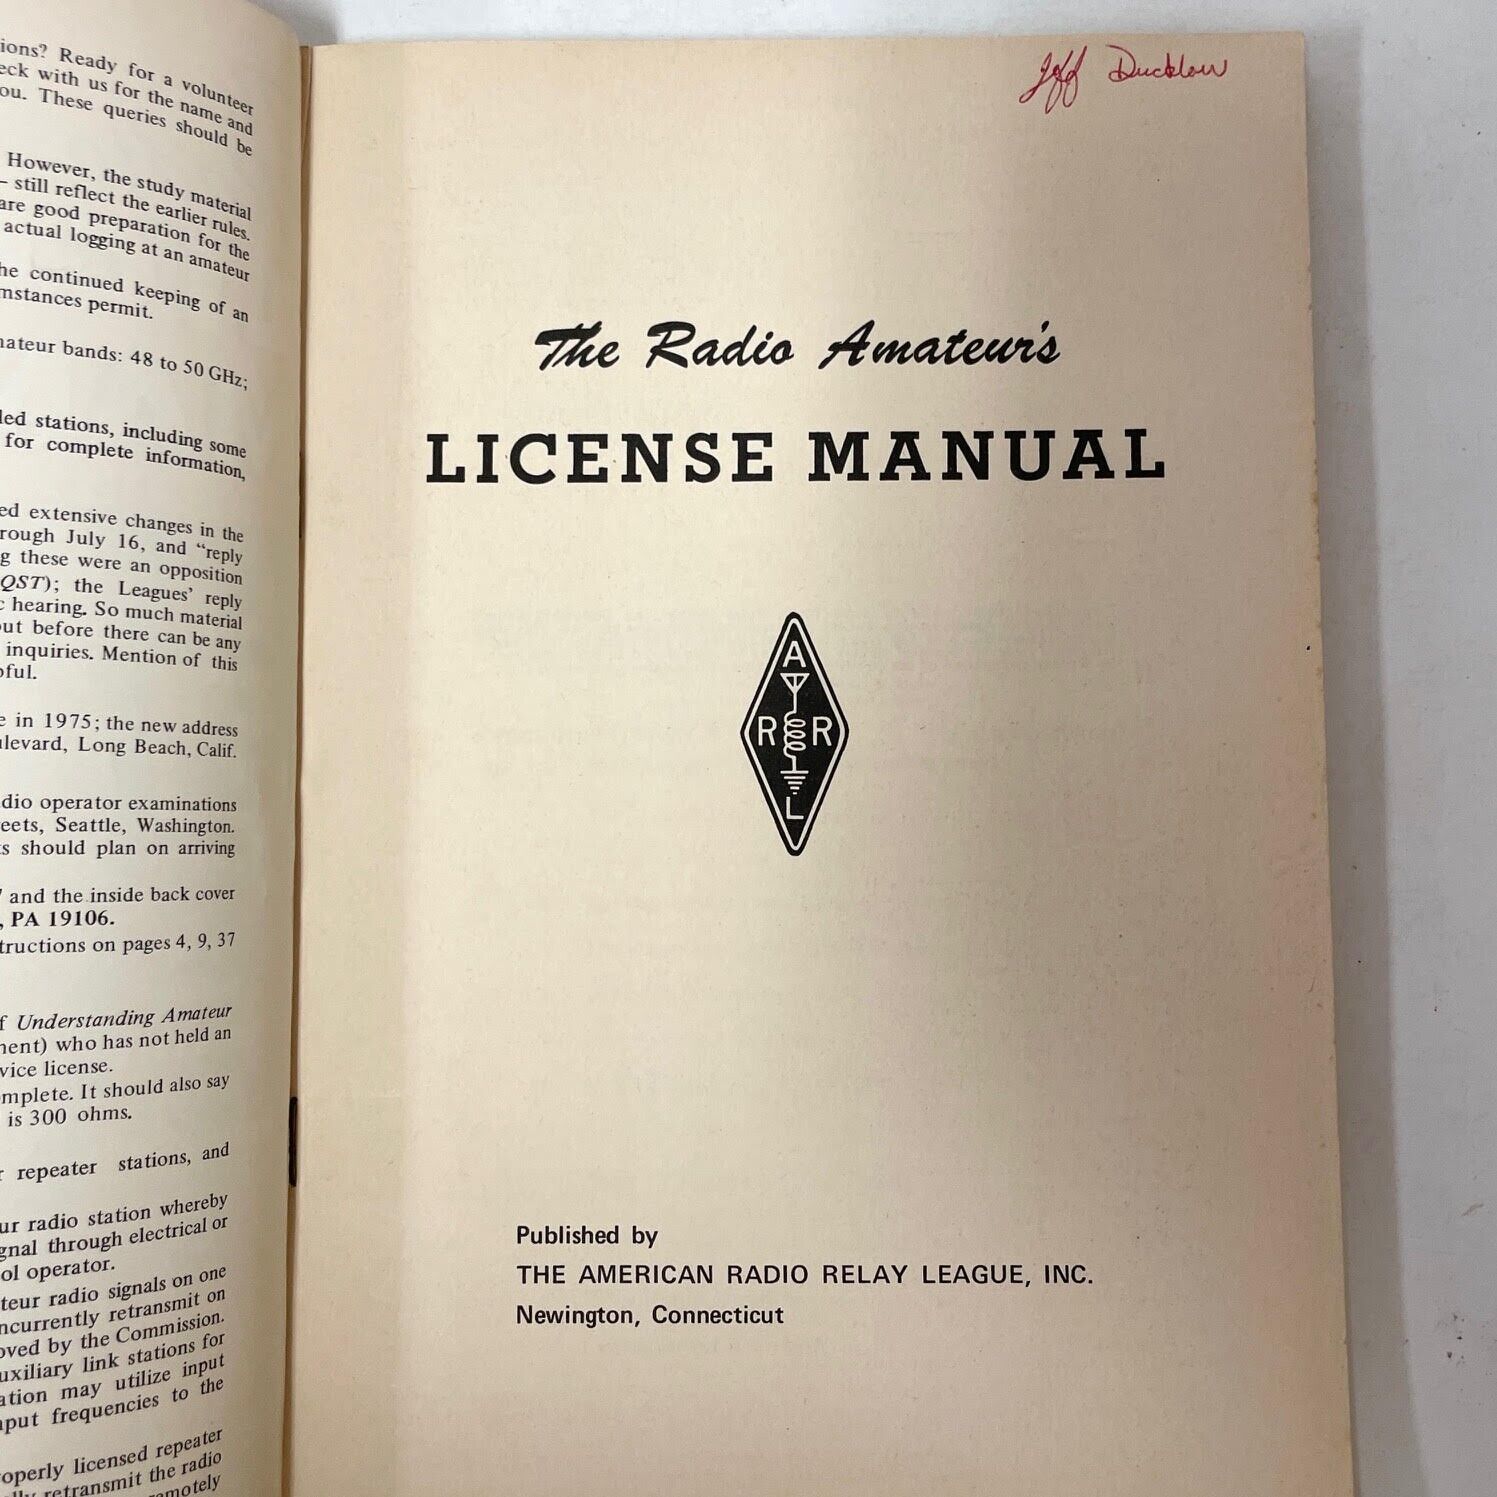 ions? Ready for a volunteer
eck with us for the name and
ou. These queries should be
However, the study material
– still reflect the earlier rules.
are good preparation for the
actual logging at an amateur
he continued keeping of an
mstances permit.
nateur bands: 48 to 50 GHz;
led stations, including some
for complete information,
ed extensive changes in the
rough July 16, and “reply
g these were an opposition
QST); the Leagues’ reply
c hearing. So much material
out before there can be any
inquiries. Mention of this
pful.
e in 1975; the new address
ulevard, Long Beach, Calif.
dio operator examinations
eets, Seattle, Washington.
ts should plan on arriving
and the inside back cover
, PA 19106.
tructions on pages 4, 9, 37
f Understanding Amateur
nent) who has not held an
vice license.
mplete. It should also say
is 300 ohms.
r repeater stations, and
ur radio station whereby
gnal through electrical or
ol operator.
teur radio signals on one
ncurrently retransmit on
oved by the Commission.
uxiliary link stations for
ation may utilize input
nput frequencies to the
operly licensed repeater
lly retransmit the radio
emotely
Jeff Ducklow
The Radio Amateur's
LICENSE MANUAL
A
R R
L
Published by
THE AMERICAN RADIO RELAY LEAGUE, INC.
Newington, Connecticut